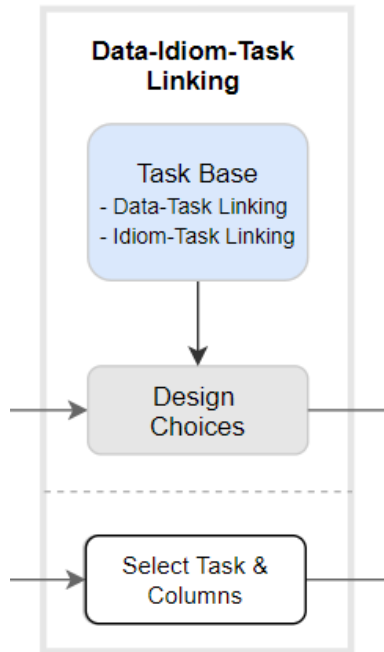 Data-Idiom-Task
Linking
Task Base
- Data-Task Linking
- Idiom-Task Linking
Design
Choices
Select Task &
Columns